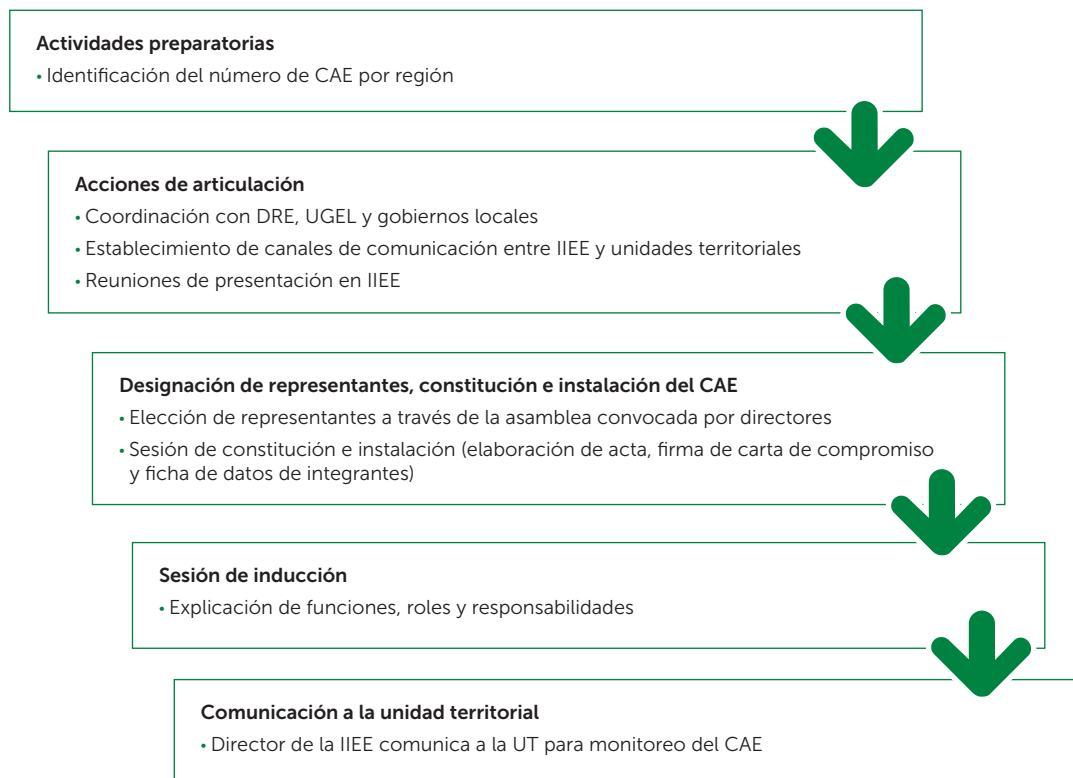 Actividades preparatorias
• Identificación del número de CAE por región
Acciones de articulación
• Coordinación con DRE, UGEL y gobiernos locales
• Establecimiento de canales de comunicación entre IIEE y unidades territoriales
• Reuniones de presentación en IIEE
Designación de representantes, constitución e instalación del CAE
• Elección de representantes a través de la asamblea convocada por directores
• Sesión de constitución e instalación (elaboración de acta, firma de carta de compromiso
y ficha de datos de integrantes)
Sesión de inducción
• Explicación de funciones, roles y responsabilidades
Comunicación a la unidad territorial
• Director de la IIEE comunica a la UT para monitoreo del CAE